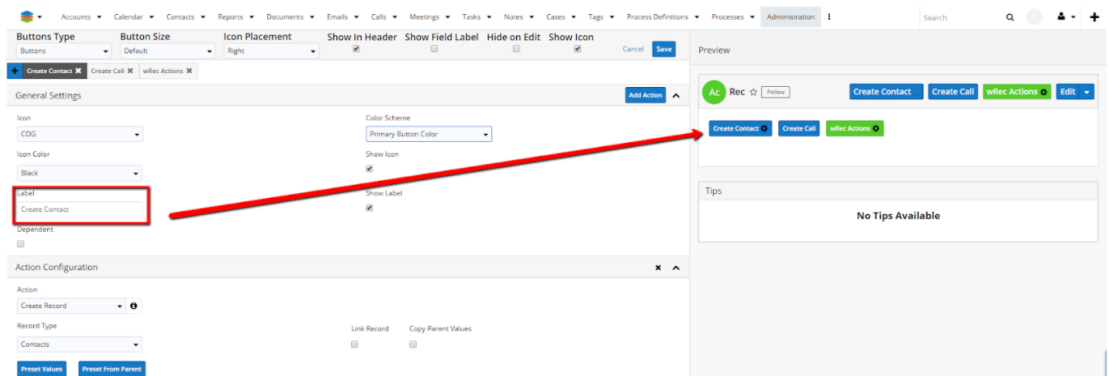 Accounts Calendar Contacts Reports Documents Emails Calls Meetings Tasks Notes Cases Tags Process Definitions Processes Administration Search
Buttons Type Button Size Icon Placement Show In Header Show Field Label Hide on Edit Show Icon
Buttons Default Right Cancel Save
Preview
Create Contact Create Call wRec Actions
General Settings Add Action
Ac Rec Follow Create Contact Create Call wRec Actions Edit
Icon Color Scheme
COG Primary Button Color
Create Contact Create Call wRec Actions
Icon Color Show Icon
Black
Label Show Label
Create Contact
Tips
No Tips Available
Dependent
Action Configuration
Action
Create Record
Record Type Link Record Copy Parent Values
Contacts
Preset Values Preset From Parent